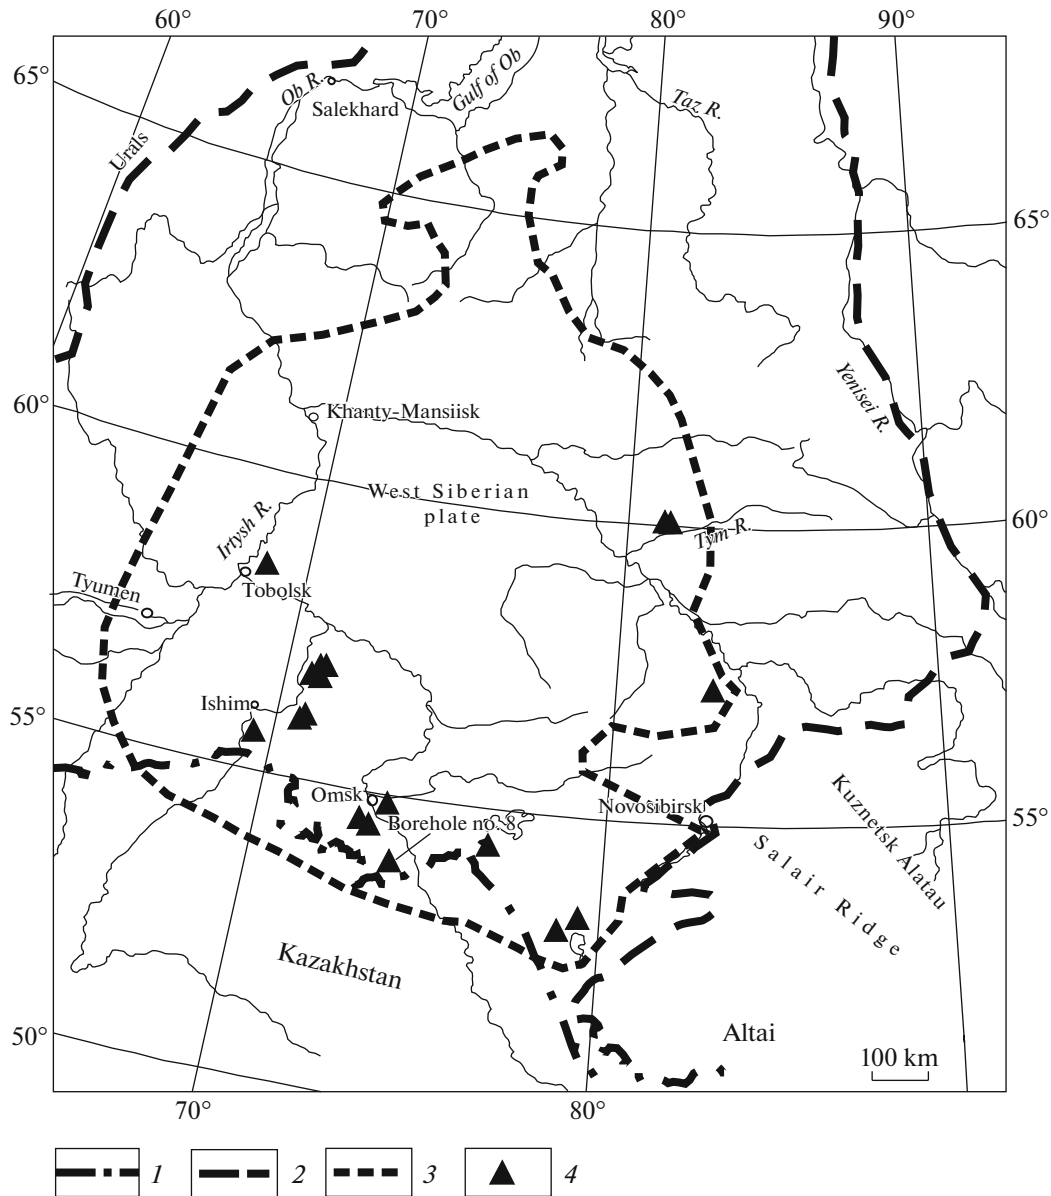 60° 70° 80° 90°
65°
Ob R.
Gulf of Ob
Salekhard
Taz R.
Urals
65°
60°
Khanty-Mansiisk
Yenisei R.
West Siberian
plate
60°
Irtysh R.
Tym R.
Tobolsk
Tyumen
Ishim
55°
Omsk
Borehole no. 8
Novosibirsk
55°
Kuznetsk Alatau
Salair Ridge
Kazakhstan
50°
Altai
100 km
70° 80°
1 2 3 4